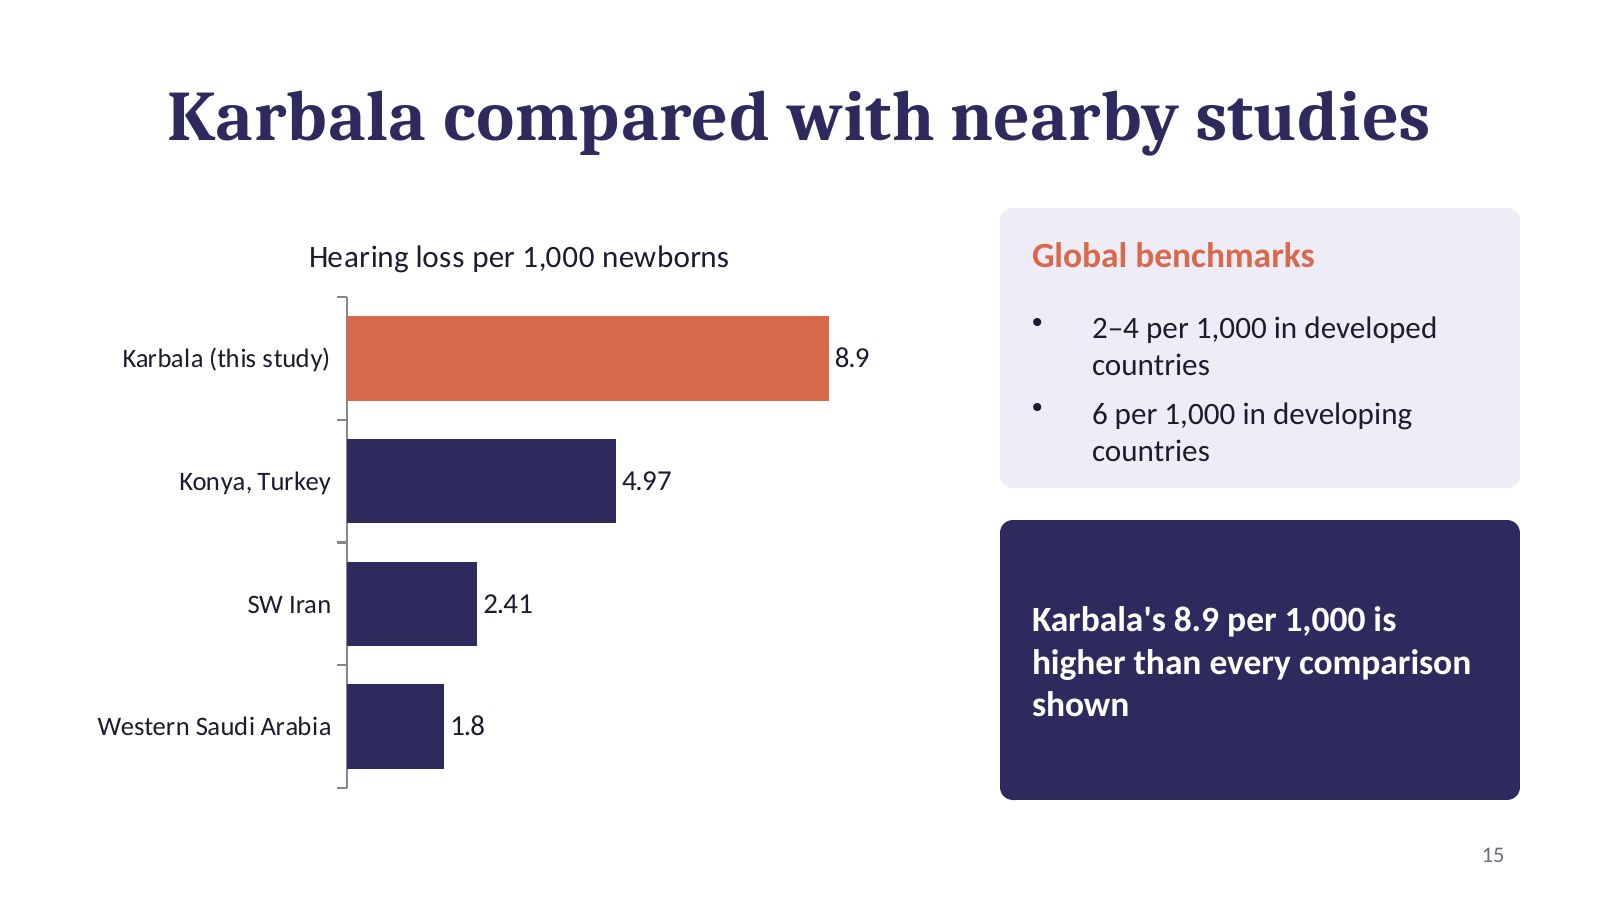 Karbala compared with nearby studies
Hearing loss per 1,000 newborns
Karbala (this study)
8.9
Konya, Turkey
4.97
SW Iran
2.41
Western Saudi Arabia
1.8
Global benchmarks
• 2–4 per 1,000 in developed
countries
• 6 per 1,000 in developing
countries
Karbala's 8.9 per 1,000 is
higher than every comparison
shown
15